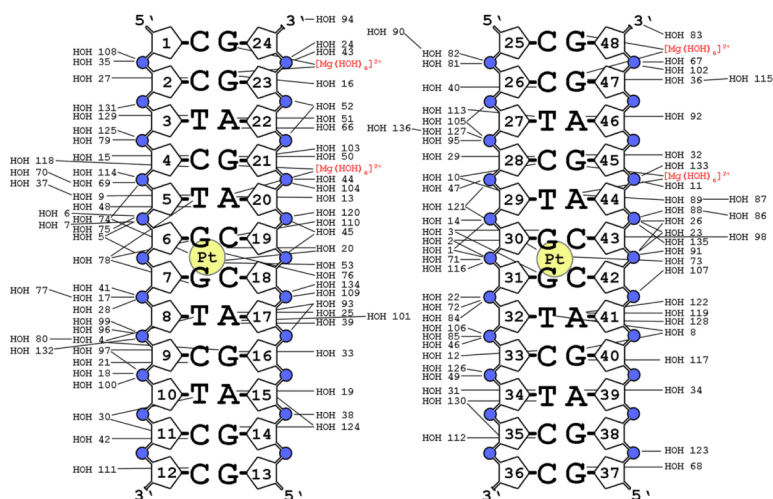 5'
3'
HOH 108
HOH 35
HOH 27
HOH 131
HOH 129
HOH 125
HOH 79
HOH 15
HOH 118
HOH 70
HOH 114
HOH 37
HOH 69
HOH 9
HOH 48
HOH 6
HOH 74
HOH 7
HOH 75
HOH 5
HOH 78
HOH 77
HOH 41
HOH 17
HOH 28
HOH 99
HOH 96
HOH 80
HOH 4
HOH 132
HOH 97
HOH 21
HOH 18
HOH 100
HOH 30
HOH 42
HOH 111
1 C G 24
2 C G 23
3 T A 22
4 C G 21
5 T A 20
6 G C 19
Pt
7 G C 18
8 T A 17
9 C G 16
10 T A 15
11 C G 14
12 C G 13
3'
5'
HOH 94
HOH 24
HOH 43
[Mg(HOH)6]2+
HOH 16
HOH 52
HOH 51
HOH 66
HOH 103
HOH 50
[Mg(HOH)6]2+
HOH 44
HOH 104
HOH 13
HOH 120
HOH 110
HOH 45
HOH 20
HOH 53
HOH 76
HOH 134
HOH 109
HOH 93
HOH 25
HOH 101
HOH 39
HOH 33
HOH 19
HOH 38
HOH 124
5'
3'
HOH 90
HOH 82
HOH 81
HOH 40
HOH 113
HOH 105
HOH 136
HOH 127
HOH 95
HOH 29
HOH 10
HOH 47
HOH 121
HOH 14
HOH 3
HOH 2
HOH 1
HOH 71
HOH 116
HOH 22
HOH 72
HOH 84
HOH 106
HOH 85
HOH 46
HOH 12
HOH 126
HOH 49
HOH 31
HOH 130
HOH 112
25 C G 48
26 C G 47
27 T A 46
28 C G 45
29 T A 44
30 G C 43
Pt
31 G C 42
32 T A 41
33 C G 40
34 T A 39
35 C G 38
36 C G 37
3'
5'
HOH 83
[Mg(HOH)6]2+
HOH 67
HOH 102
HOH 36
HOH 115
HOH 92
HOH 32
HOH 133
[Mg(HOH)6]2+
HOH 11
HOH 89
HOH 87
HOH 88
HOH 86
HOH 26
HOH 23
HOH 98
HOH 135
HOH 91
HOH 73
HOH 107
HOH 122
HOH 119
HOH 128
HOH 8
HOH 117
HOH 34
HOH 123
HOH 68